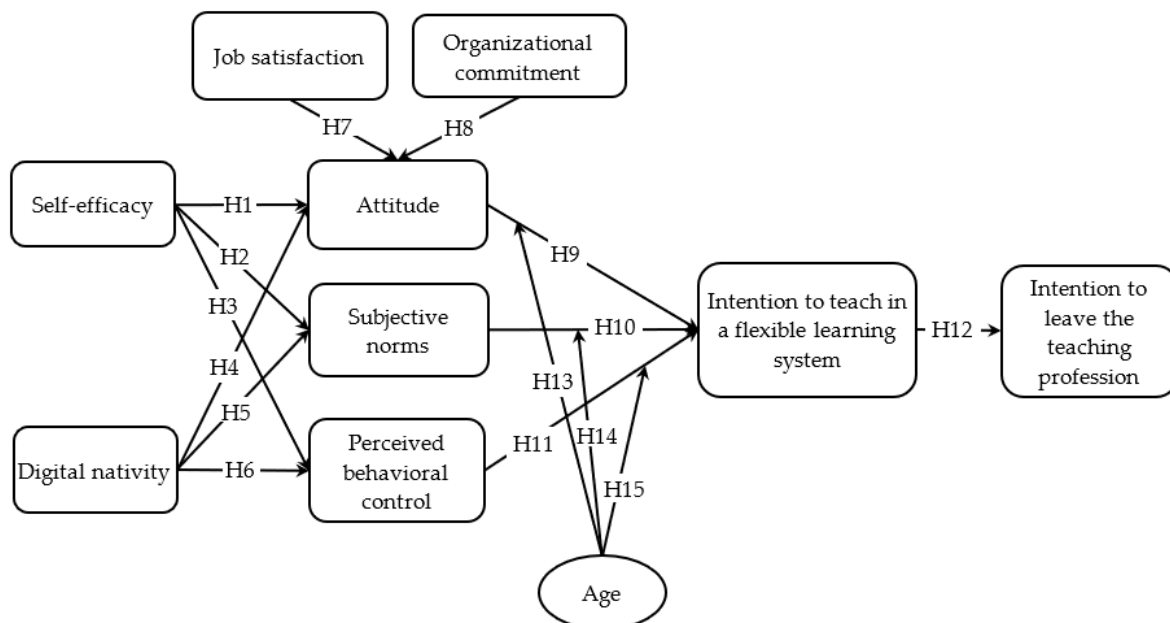 Job satisfaction
Organizational
commitment
H7
H8
Self-efficacy
H1
Attitude
H2
H9
H3
Subjective
norms
H10
Intention to teach in
a flexible learning
system
H12
Intention to
leave the
teaching
profession
H4
H13
H5
H14
H11
Digital nativity
H6
Perceived
behavioral
control
H15
Age